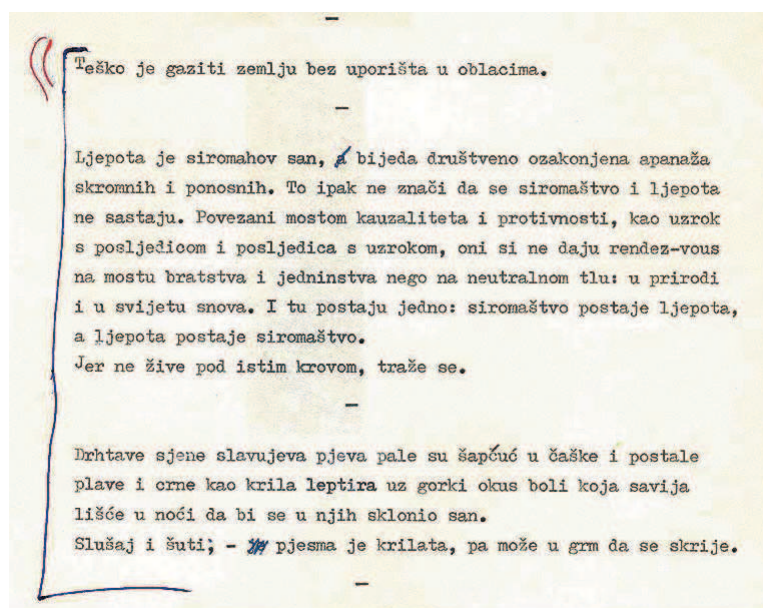 Teško je gaziti zemlju bez uporišta u oblacima.
—
Ljepota je siromahov san, a bijeda društveno ozakonjena apanaža
skromnih i ponosnih. To ipak ne znači da se siromaštvo i ljepota
ne sastaju. Povezani mostom kauzaliteta i protivnosti, kao uzrok
s posljedicom i posljedica s uzrokom, oni si ne daju rendez-vous
na mostu bratstva i jedninstva nego na neutralnom tlu: u prirodi
i u svijetu snova. I tu postaju jedno: siromaštvo postaje ljepota,
a ljepota postaje siromaštvo.
Jer ne žive pod istim krovom, traže se.
—
Drhtave sjene slavujeva pjeva pale su šapćuć u čaške i postale
plave i crne kao krila leptira uz gorki okus boli koja savija
lišće u noći da bi se u njih sklonio san.
Slušaj i šuti; - pjesma je krilata, pa može u grm da se skrije.
—